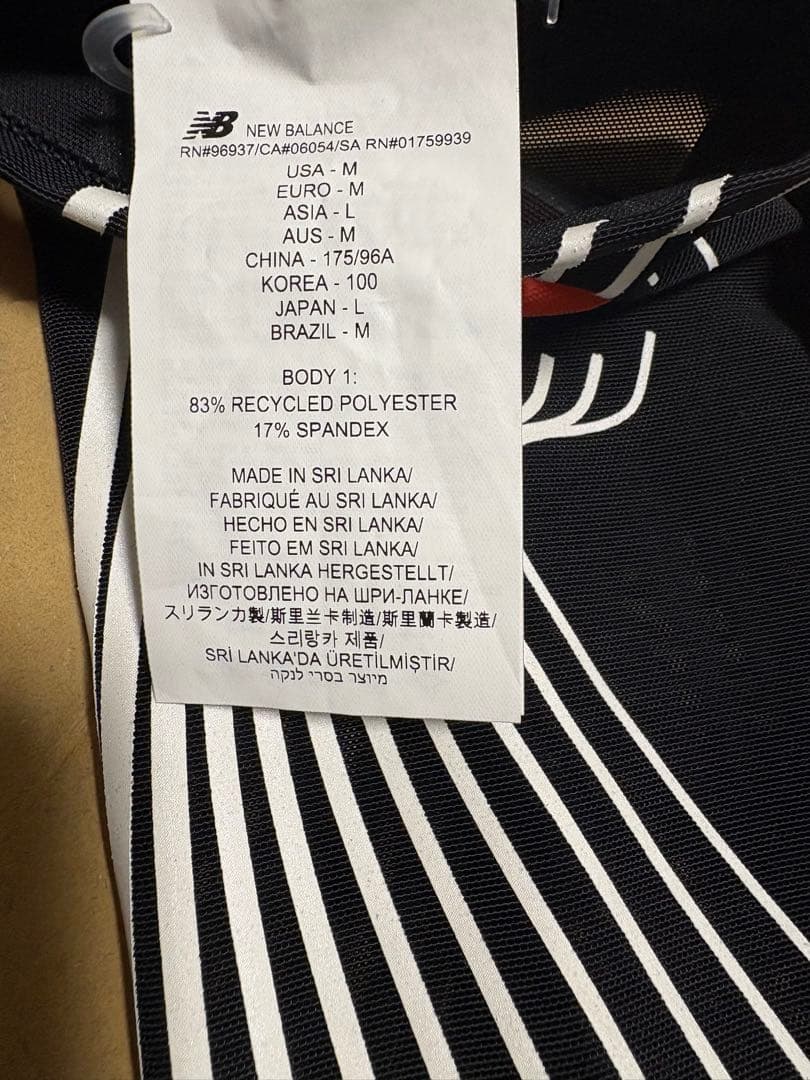 NB NEW BALANCE
RN#96937/CA#06054/SA RN#01759939
USA - M
EURO - M
ASIA - L
AUS - M
CHINA - 175/96A
KOREA - 100
JAPAN - L
BRAZIL - M
BODY 1:
83% RECYCLED POLYESTER
17% SPANDEX
MADE IN SRI LANKA/
FABRIQUÉ AU SRI LANKA/
HECHO EN SRI LANKA/
FEITO EM SRI LANKA/
IN SRI LANKA HERGESTELLT/
ИЗГОТОВЛЕНО НА ШРИ-ЛАНКЕ/
スリランカ製/斯里兰卡制造/斯里蘭卡製造/
스리랑카 제품/
SRİ LANKA'DA ÜRETİLMİŞTİR/
מיוצר בסרי לנקה